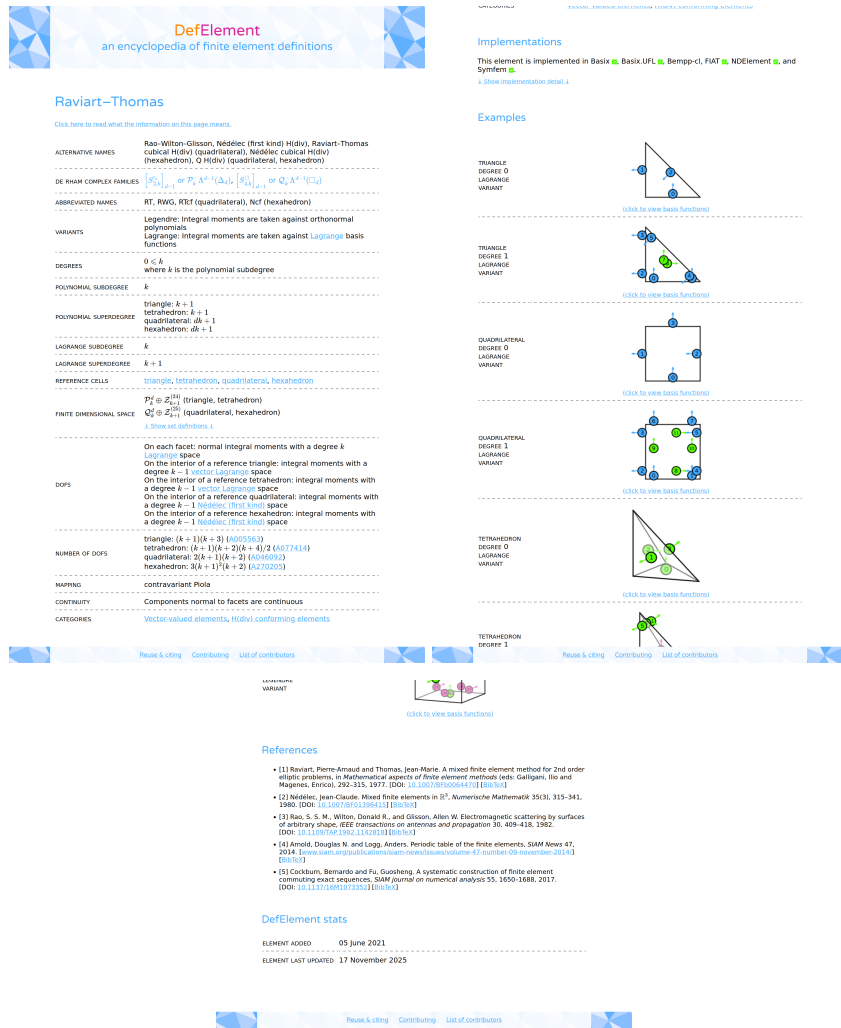 DefElement
an encyclopedia of finite element definitions
Raviart–Thomas
Click here to read what the information on this page means.
ALTERNATIVE NAMES
Rao–Wilton–Glisson, Nédélec (first kind) H(div), Raviart–Thomas
cubical H(div) (quadrilateral), Nédélec cubical H(div)
(hexahedron), Q H(div) (quadrilateral, hexahedron)
DE RHAM COMPLEX FAMILIES
ABBREVIATED NAMES RT, RWG, RTcf (quadrilateral), Ncf (hexahedron)
VARIANTS
Legendre: Integral moments are taken against orthonormal
polynomials
Lagrange: Integral moments are taken against Lagrange basis
functions
DEGREES
0 ⩽ k
where k is the polynomial subdegree
POLYNOMIAL SUBDEGREE k
POLYNOMIAL SUPERDEGREE
triangle: k + 1
tetrahedron: k + 1
quadrilateral: dk + 1
hexahedron: dk + 1
LAGRANGE SUBDEGREE k
LAGRANGE SUPERDEGREE k + 1
REFERENCE CELLS triangle, tetrahedron, quadrilateral, hexahedron
FINITE DIMENSIONAL SPACE
(triangle, tetrahedron)
(quadrilateral, hexahedron)
↓ Show set definitions ↓
DOFS
On each facet: normal integral moments with a degree k
Lagrange space
On the interior of a reference triangle: integral moments with a
degree k − 1 vector Lagrange space
On the interior of a reference tetrahedron: integral moments with
a degree k − 1 vector Lagrange space
On the interior of a reference quadrilateral: integral moments with
a degree k − 1 Nédélec (first kind) space
On the interior of a reference hexahedron: integral moments with
a degree k − 1 Nédélec (first kind) space
NUMBER OF DOFS
triangle: (k + 1)(k + 3) (A005563)
tetrahedron: (k + 1)(k + 2)(k + 4)/2 (A077414)
quadrilateral: 2(k + 1)(k + 2) (A046092)
hexahedron: 3(k + 1)²(k + 2) (A270205)
MAPPING contravariant Piola
CONTINUITY Components normal to facets are continuous
CATEGORIES Vector-valued elements, H(div) conforming elements
Reuse & citing Contributing List of contributors
Implementations
This element is implemented in Basix, Basix.UFL, Bempp-cl, FIAT, NDElement, and
Symfem.
↓ Show implementation detail ↓
Examples
TRIANGLE
DEGREE 0
LAGRANGE
VARIANT
(click to view basis functions)
TRIANGLE
DEGREE 1
LAGRANGE
VARIANT
(click to view basis functions)
QUADRILATERAL
DEGREE 0
LAGRANGE
VARIANT
(click to view basis functions)
QUADRILATERAL
DEGREE 1
LAGRANGE
VARIANT
(click to view basis functions)
TETRAHEDRON
DEGREE 0
LAGRANGE
VARIANT
(click to view basis functions)
TETRAHEDRON
DEGREE 1
Reuse & citing Contributing List of contributors
VARIANT
(click to view basis functions)
References
• [1] Raviart, Pierre-Arnaud and Thomas, Jean-Marie. A mixed finite element method for 2nd order
elliptic problems, in Mathematical aspects of finite element methods (eds: Galligani, Ilio and
Magenes, Enrico), 292–315, 1977. [DOI: 10.1007/BFb0064470] [BibTeX]
• [2] Nédélec, Jean-Claude. Mixed finite elements in ℝ³, Numerische Mathematik 35(3), 315–341,
1980. [DOI: 10.1007/BF01396415] [BibTeX]
• [3] Rao, S. S. M., Wilton, Donald R., and Glisson, Allen W. Electromagnetic scattering by surfaces
of arbitrary shape, IEEE transactions on antennas and propagation 30, 409–418, 1982.
[DOI: 10.1109/TAP.1982.1142818] [BibTeX]
• [4] Arnold, Douglas N. and Logg, Anders. Periodic table of the finite elements, SIAM News 47,
2014. [www.siam.org/publications/siam-news/issues/volume-47-number-09-november-2014/]
[BibTeX]
• [5] Cockburn, Bernardo and Fu, Guosheng. A systematic construction of finite element
commuting exact sequences, SIAM journal on numerical analysis 55, 1650–1688, 2017.
[DOI: 10.1137/16M1073352] [BibTeX]
DefElement stats
ELEMENT ADDED 05 June 2021
ELEMENT LAST UPDATED 17 November 2025
Reuse & citing Contributing List of contributors